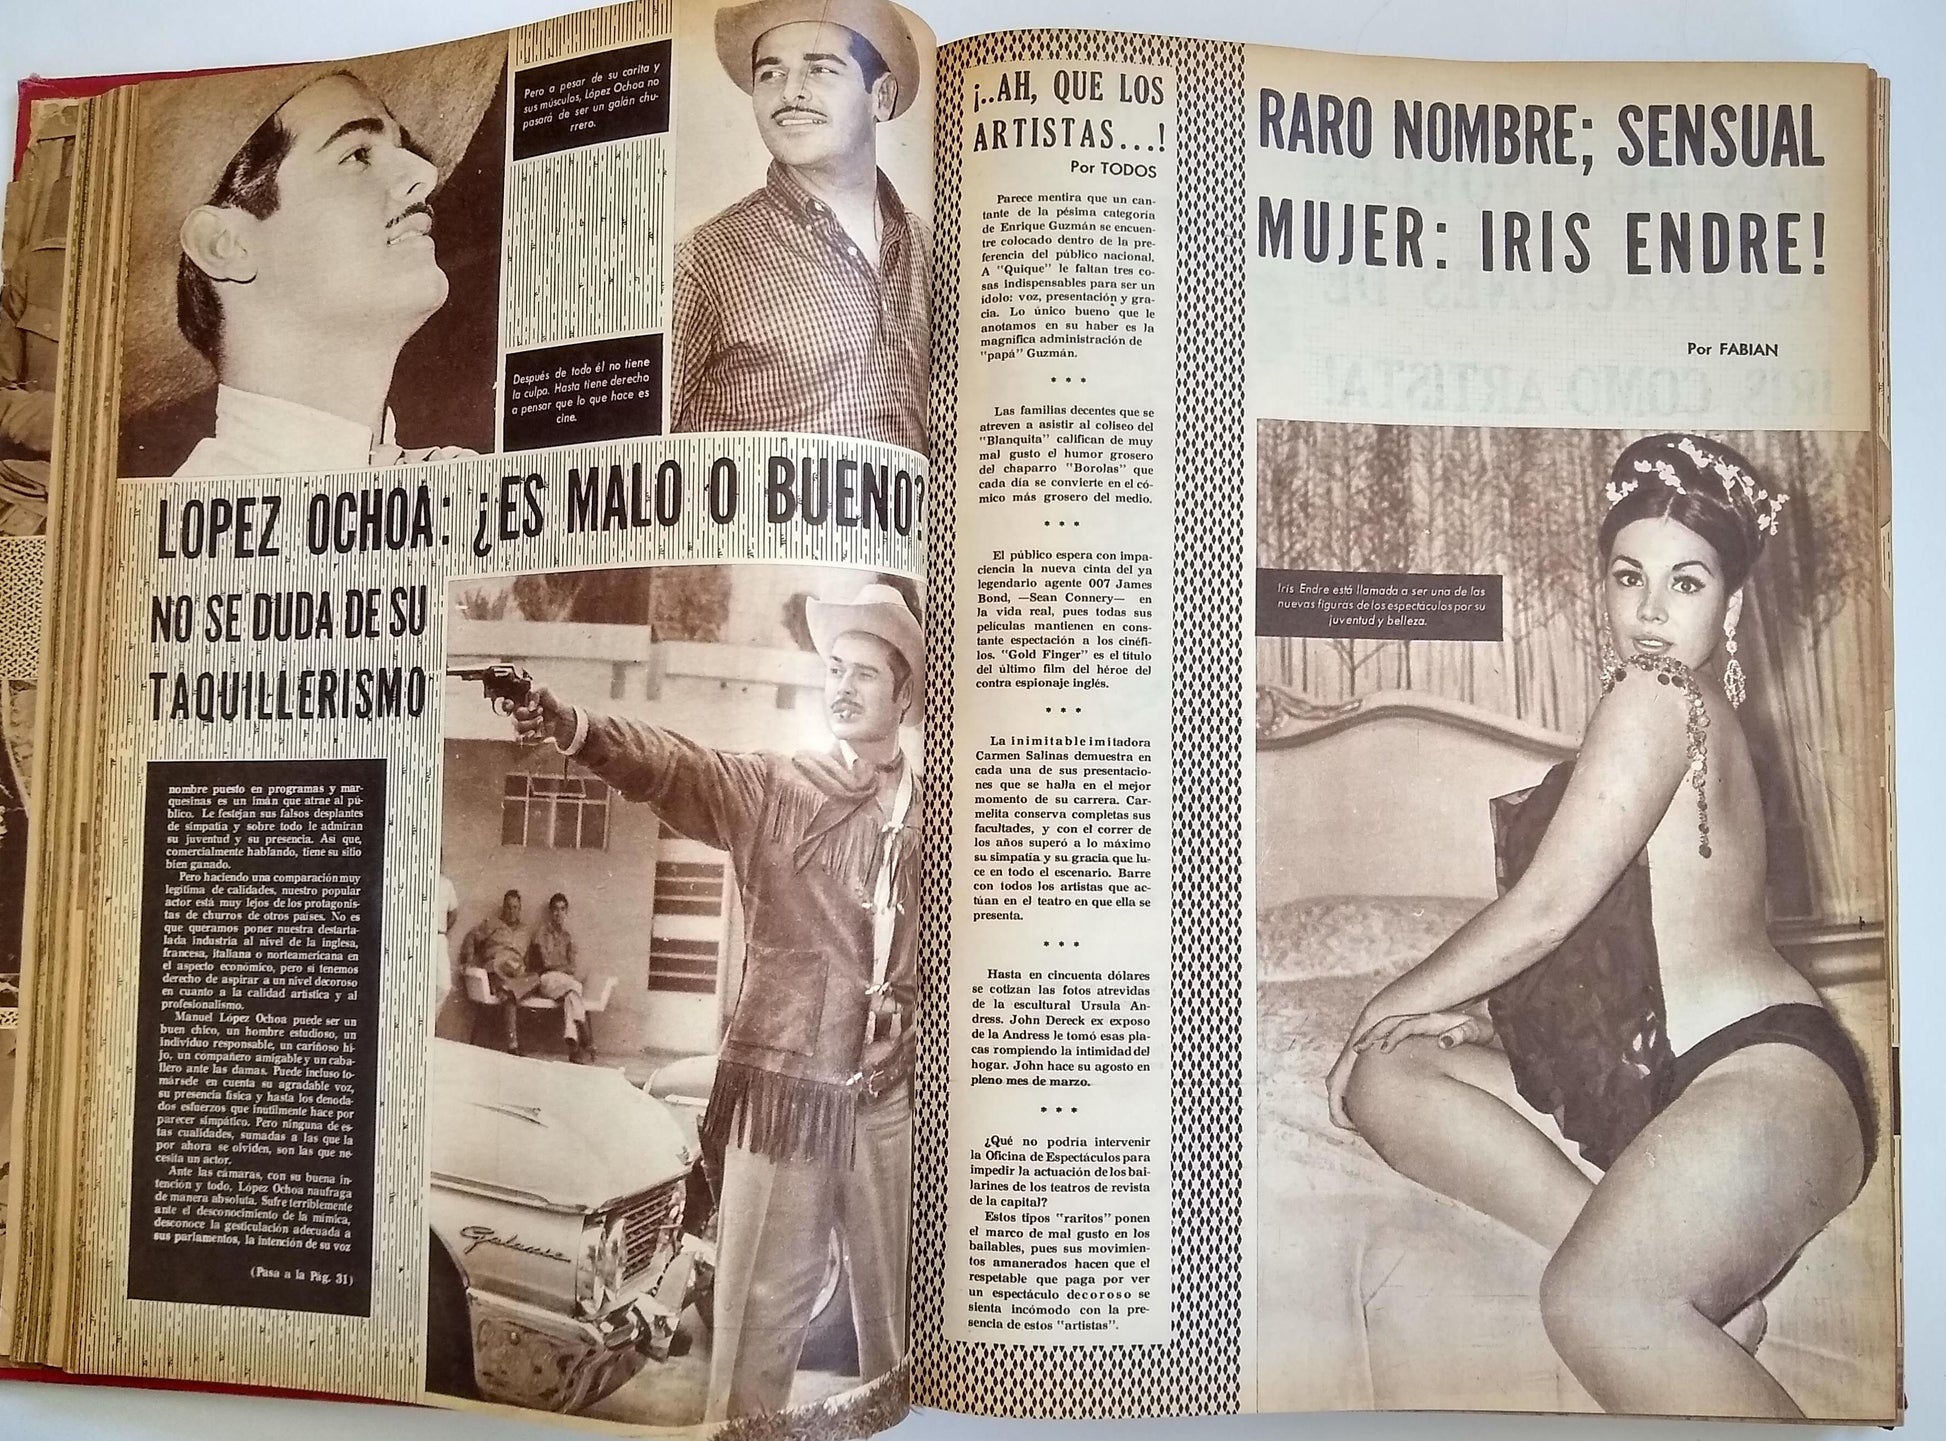 Pero a pesar de su carita y
sus músculos, López Ochoa no
pasará de ser un galán chu-
rrero.
Después de todo él no tiene
la culpa. Hasta tiene derecho
a pensar que lo que hace es
cine.
LOPEZ OCHOA: ¿ES MALO O BUENO?
NO SE DUDA DE SU
TAQUILLERISMO
nombre puesto en programas y mar-
quesinas es un imán que atrae al pú-
blico. Le festejan sus falsos desplantes
de simpatía y sobre todo le admiran
su juventud y su presencia. Así que,
comercialmente hablando, tiene su sitio
bien ganado.
Pero haciendo una comparación muy
legítima de calidades, nuestro popular
actor está muy lejos de los protagonis-
tas de churros de otros países. No es
que queramos poner nuestra destarta-
lada industria al nivel de la inglesa,
francesa, italiana o norteamericana en
el aspecto económico, pero sí tenemos
derecho de aspirar a un nivel decoroso
en cuanto a la calidad artística y al
profesionalismo.
Manuel López Ochoa puede ser un
buen chico, un hombre estudioso, un
individuo responsable, un cariñoso hi-
jo, un compañero amigable y un caba-
llero ante las damas. Puede incluso to-
mársele en cuenta su agradable voz,
su presencia física y hasta los denoda-
dos esfuerzos que inutilmente hace por
parecer simpático. Pero ninguna de es-
tas cualidades, sumadas a las que la
por ahora se olviden, son las que ne-
cesita un actor.
Ante las cámaras, con su buena in-
tención y todo, López Ochoa naufraga
de manera absoluta. Sufre terriblemente
ante el desconocimiento de la mímica,
desconoce la gesticulación adecuada a
sus parlamentos, la intención de su voz
(Pasa a la Pág. 31)
Galaxie
¡..AH, QUE LOS
ARTISTAS...!
Por TODOS
Parece mentira que un can-
tante de la pésima categoría
de Enrique Guzmán se encuen-
tre colocado dentro de la pre-
ferencia del público nacional.
A "Quique" le faltan tres co-
sas indispensables para ser un
ídolo: voz, presentación y gra-
cia. Lo único bueno que le
anotamos en su haber es la
magnífica administración de
"papá" Guzmán.
* * *
Las familias decentes que se
atreven a asistir al coliseo del
"Blanquita" califican de muy
mal gusto el humor grosero
del chaparro "Borolas" que
cada día se convierte en el có-
mico más grosero del medio.
* * *
El público espera con impa-
ciencia la nueva cinta del ya
legendario agente 007 James
Bond, —Sean Connery— en
la vida real, pues todas sus
películas mantienen en cons-
tante espectación a los cinéfi-
los. "Gold Finger" es el título
del último film del héroe del
contra espionaje inglés.
* * *
La inimitable imitadora
Carmen Salinas demuestra en
cada una de sus presentacio-
nes que se halla en el mejor
momento de su carrera. Car-
melita conserva completas sus
facultades, y con el correr de
los años superó a lo máximo
su simpatía y su gracia que lu-
ce en todo el escenario. Barre
con todos los artistas que ac-
túan en el teatro en que ella se
presenta.
* * *
Hasta en cincuenta dólares
se cotizan las fotos atrevidas
de la escultural Ursula An-
dress. John Dereck ex exposo
de la Andress le tomó esas pla-
cas rompiendo la intimidad del
hogar. John hace su agosto en
pleno mes de marzo.
* * *
¿Qué no podría intervenir
la Oficina de Espectáculos para
impedir la actuación de los bai-
larines de los teatros de revista
de la capital?
Estos tipos "raritos" ponen
el marco de mal gusto en los
bailables, pues sus movimien-
tos amanerados hacen que el
respetable que paga por ver
un espectáculo decoroso se
sienta incómodo con la pre-
sencia de estos "artistas".
RARO NOMBRE; SENSUAL
MUJER: IRIS ENDRE!
Por FABIAN
Iris Endre está llamada a ser una de las
nuevas figuras de los espectáculos por su
juventud y belleza.